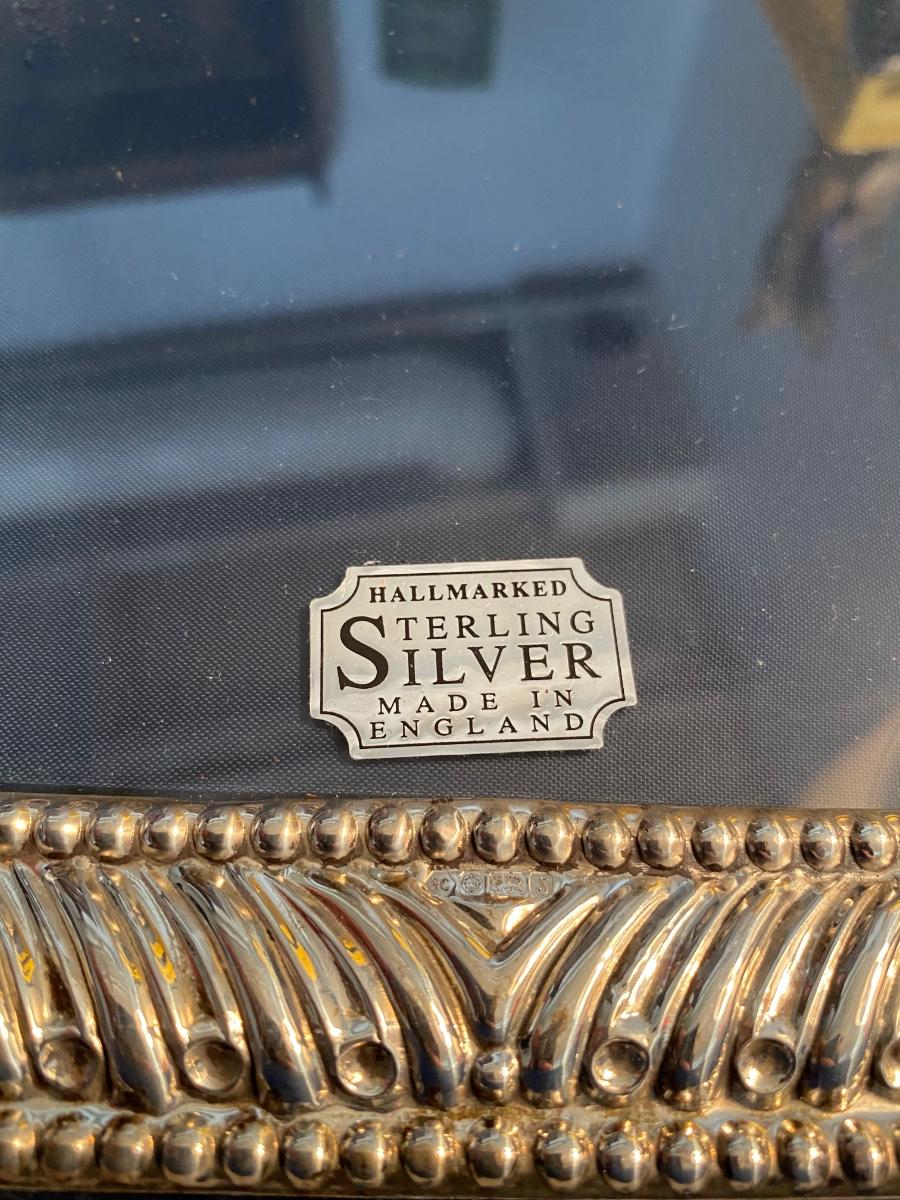 HALLMARKED
STERLING
SILVER
MADE IN
ENGLAND